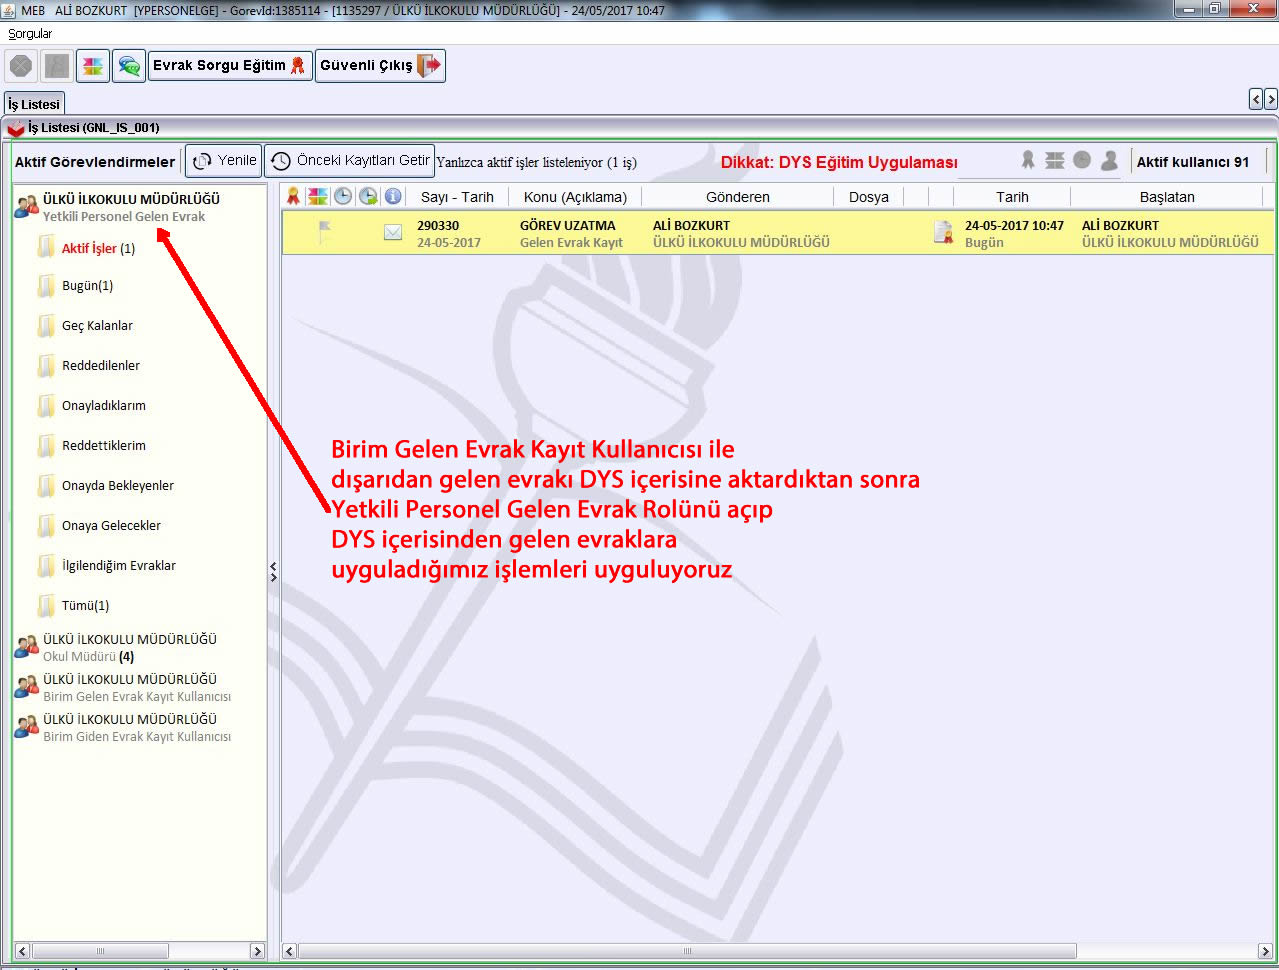 MEB ALİ BOZKURT [YPERSONELGE] - GorevId:1385114 - [1135297 / ÜLKÜ İLKOKULU MÜDÜRLÜĞÜ] - 24/05/2017 10:47
Sorgular
Evrak Sorgu Eğitim Güvenli Çıkış
İş Listesi
İş Listesi (GNL_IS_001)
Aktif Görevlendirmeler Yenile Önceki Kayıtları Getir Yanlızca aktif işler listeleniyor (1 iş) Dikkat: DYS Eğitim Uygulaması Aktif kullanıcı 91
Sayı - Tarih Konu (Açıklama) Gönderen Dosya Tarih Başlatan
290330 GÖREV UZATMA ALİ BOZKURT 24-05-2017 10:47 ALİ BOZKURT
24-05-2017 Gelen Evrak Kayıt ÜLKÜ İLKOKULU MÜDÜRLÜĞÜ Bugün ÜLKÜ İLKOKULU MÜDÜRLÜĞÜ
ÜLKÜ İLKOKULU MÜDÜRLÜĞÜ
Yetkili Personel Gelen Evrak
Aktif İşler (1)
Bugün(1)
Geç Kalanlar
Reddedilenler
Onayladıklarım
Reddettiklerim
Onayda Bekleyenler
Onaya Gelecekler
İlgilendiğim Evraklar
Tümü(1)
ÜLKÜ İLKOKULU MÜDÜRLÜĞÜ
Okul Müdürü (4)
ÜLKÜ İLKOKULU MÜDÜRLÜĞÜ
Birim Gelen Evrak Kayıt Kullanıcısı
ÜLKÜ İLKOKULU MÜDÜRLÜĞÜ
Birim Giden Evrak Kayıt Kullanıcısı
Birim Gelen Evrak Kayıt Kullanıcısı ile
dışarıdan gelen evrakı DYS içerisine aktardıktan sonra
Yetkili Personel Gelen Evrak Rolünü açıp
DYS içerisinden gelen evraklara
uyguladığımız işlemleri uyguluyoruz